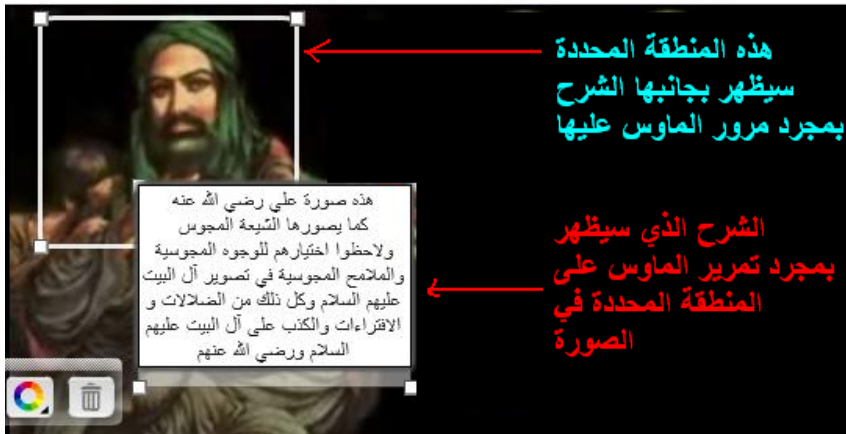 هذه المنطقة المحددة
سيظهر بجانبها الشرح
بمجرد مرور الماوس عليها
هذه صورة علي رضي الله عنه
كما يصورها الشيعة المجوس
ولاحظوا اختيارهم للوجوه المجوسية
والملامح المجوسية في تصوير آل البيت
عليهم السلام وكل ذلك من الضلالات و
الافتراءات والكذب على آل البيت عليهم
السلام ورضي الله عنهم
الشرح الذي سيظهر
بمجرد تمرير الماوس على
المنطقة المحددة في
الصورة